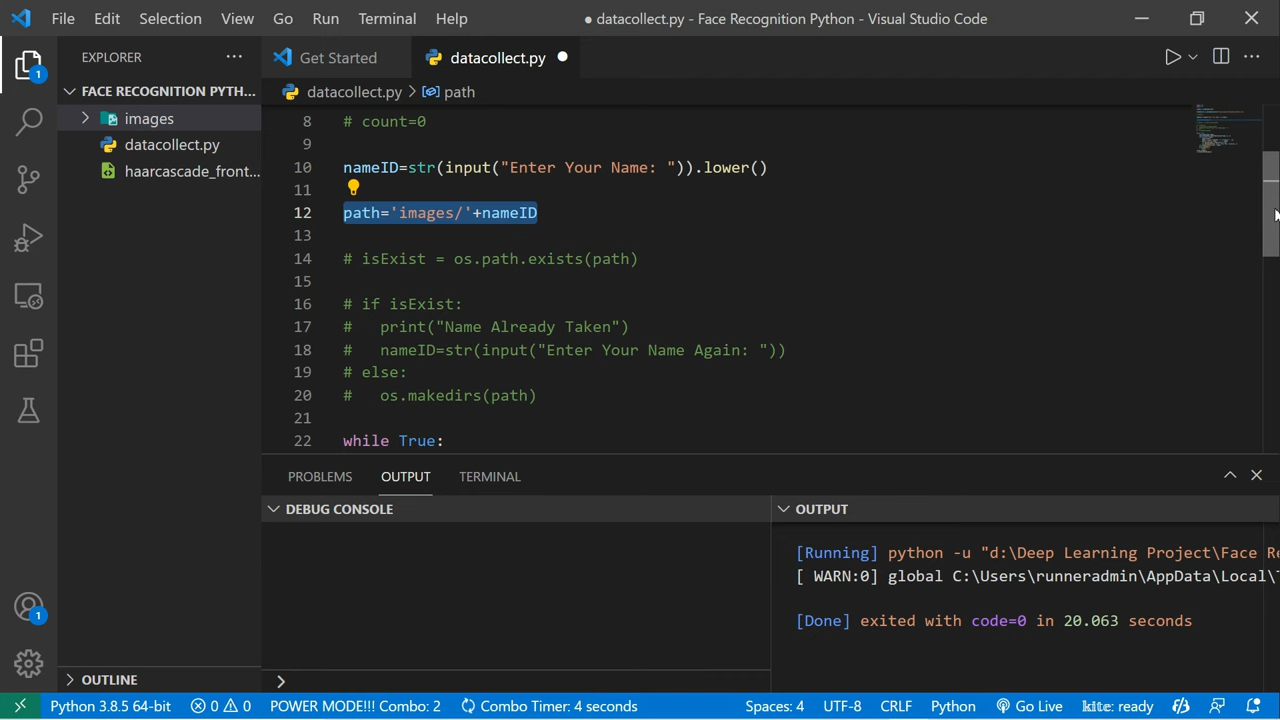 File Edit Selection View Go Run Terminal Help ● datacollect.py - Face Recognition Python - Visual Studio Code
EXPLORER
FACE RECOGNITION PYTH...
images
datacollect.py
haarcascade_front...
OUTLINE
Get Started datacollect.py
datacollect.py > path
8 # count=0
9
10 nameID=str(input("Enter Your Name: ")).lower()
11
12 path='images/'+nameID
13
14 # isExist = os.path.exists(path)
15
16 # if isExist:
17 #   print("Name Already Taken")
18 #   nameID=str(input("Enter Your Name Again: "))
19 # else:
20 #   os.makedirs(path)
21
22 while True:
PROBLEMS OUTPUT TERMINAL
DEBUG CONSOLE
OUTPUT
[Running] python -u "d:\Deep Learning Project\Face Re
[ WARN:0] global C:\Users\runneradmin\AppData\Local\T
[Done] exited with code=0 in 20.063 seconds
1
1
Python 3.8.5 64-bit 0 0 POWER MODE!!! Combo: 2 Combo Timer: 4 seconds Spaces: 4 UTF-8 CRLF Python Go Live kite: ready